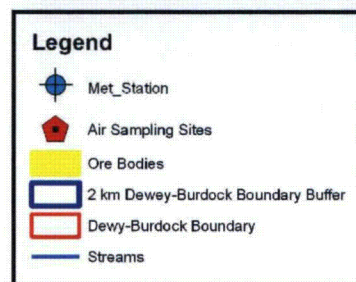 Legend
Met_Station
Air Sampling Sites
Ore Bodies
2 km Dewey-Burdock Boundary Buffer
Dewy-Burdock Boundary
Streams